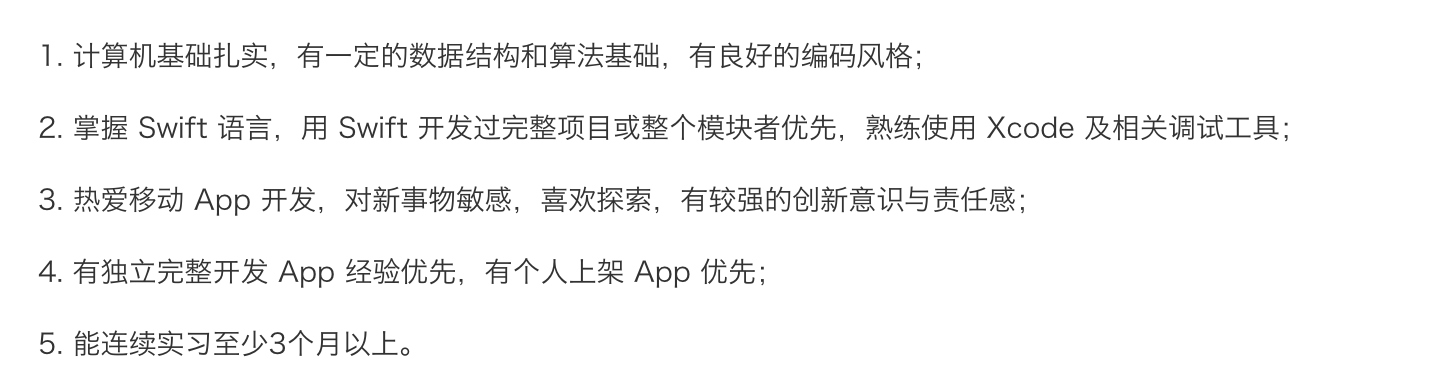 1. 计算机基础扎实，有一定的数据结构和算法基础，有良好的编码风格；
2. 掌握 Swift 语言，用 Swift 开发过完整项目或整个模块者优先，熟练使用 Xcode 及相关调试工具；
3. 热爱移动 App 开发，对新事物敏感，喜欢探索，有较强的创新意识与责任感；
4. 有独立完整开发 App 经验优先，有个人上架 App 优先；
5. 能连续实习至少3个月以上。